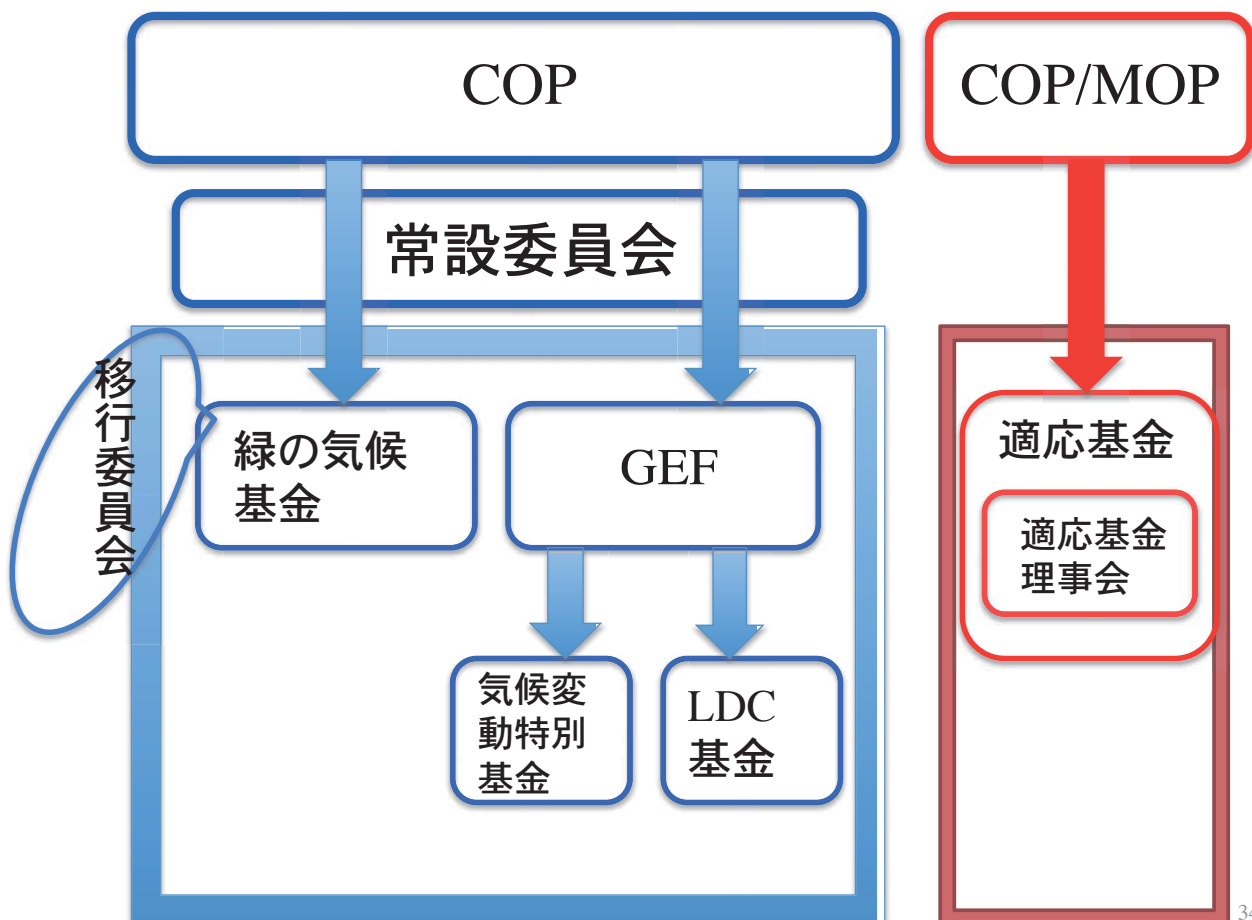 COP
COP/MOP
常設委員会
移行委員会
緑の気候
基金
GEF
適応基金
適応基金
理事会
気候変
動特別
基金
LDC
基金
34